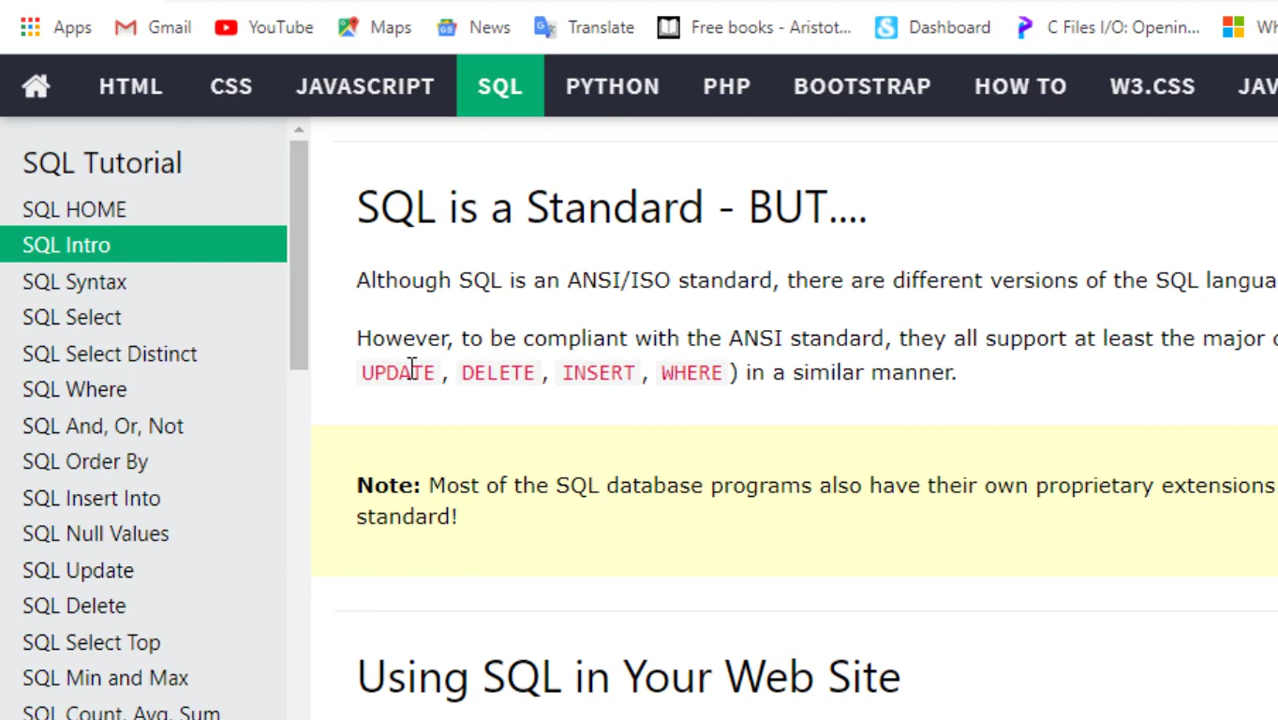 Apps Gmail YouTube Maps News Translate Free books - Aristot... Dashboard C Files I/O: Openin...
HTML CSS JAVASCRIPT SQL PYTHON PHP BOOTSTRAP HOW TO W3.CSS
SQL Tutorial
SQL HOME
SQL Intro
SQL Syntax
SQL Select
SQL Select Distinct
SQL Where
SQL And, Or, Not
SQL Order By
SQL Insert Into
SQL Null Values
SQL Update
SQL Delete
SQL Select Top
SQL Min and Max
SQL Count, Avg, Sum
SQL is a Standard - BUT....
Although SQL is an ANSI/ISO standard, there are different versions of the SQL
However, to be compliant with the ANSI standard, they all support at least the major
UPDATE, DELETE, INSERT, WHERE) in a similar manner.
Note: Most of the SQL database programs also have their own proprietary extensions
standard!
Using SQL in Your Web Site